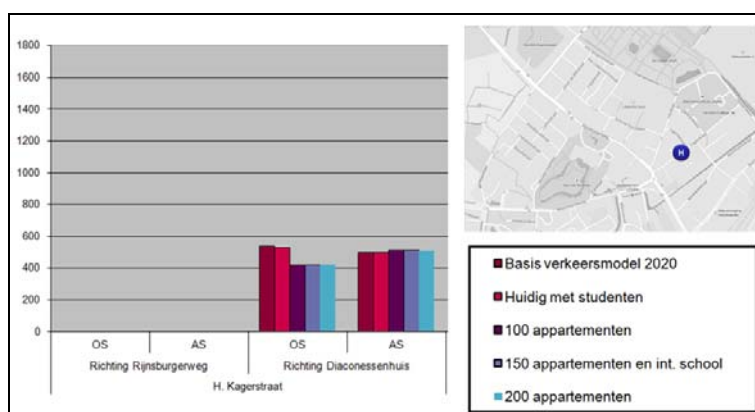 1800
1600
1400
1200
1000
800
600
400
200
0
OS
AS
OS
AS
Richting Rijnsburgerweg
Richting Diaconessenhuis
H. Kagerstraat
H
Basis verkeersmodel 2020
Huidig met studenten
100 appartementen
150 appartementen en int. school
200 appartementen